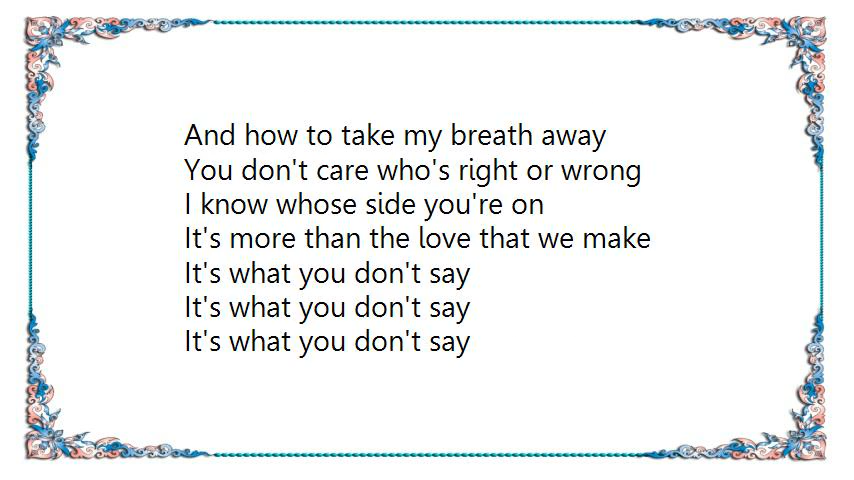 And how to take my breath away
You don't care who's right or wrong
I know whose side you're on
It's more than the love that we make
It's what you don't say
It's what you don't say
It's what you don't say